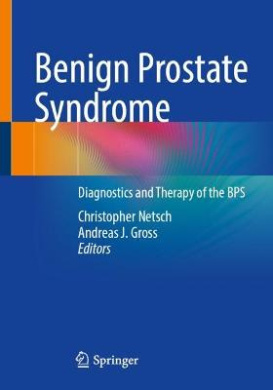 Benign Prostate
Syndrome
Diagnostics and Therapy of the BPS
Christopher Netsch
Andreas J. Gross
Editors
Springer